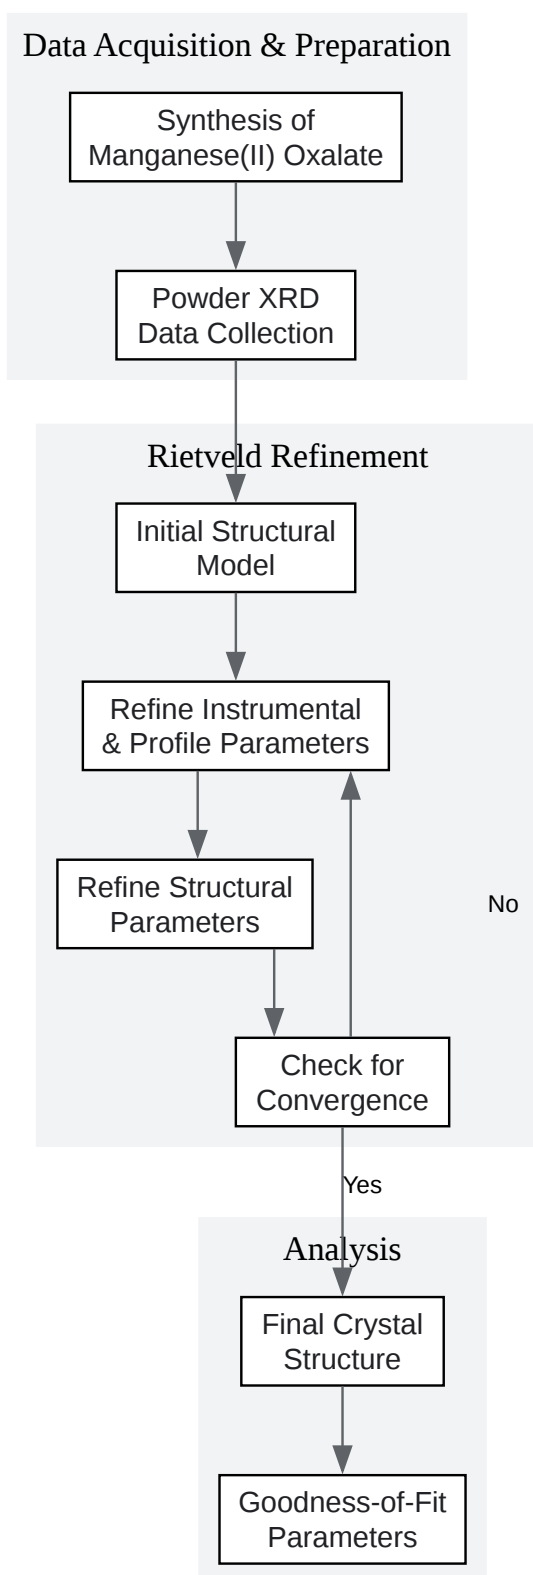 Data Acquisition & Preparation
Synthesis of
Manganese(II) Oxalate
Powder XRD
Data Collection
Rietveld Refinement
Initial Structural
Model
Refine Instrumental
& Profile Parameters
Refine Structural
Parameters
No
Check for
Convergence
Yes
Analysis
Final Crystal
Structure
Goodness-of-Fit
Parameters